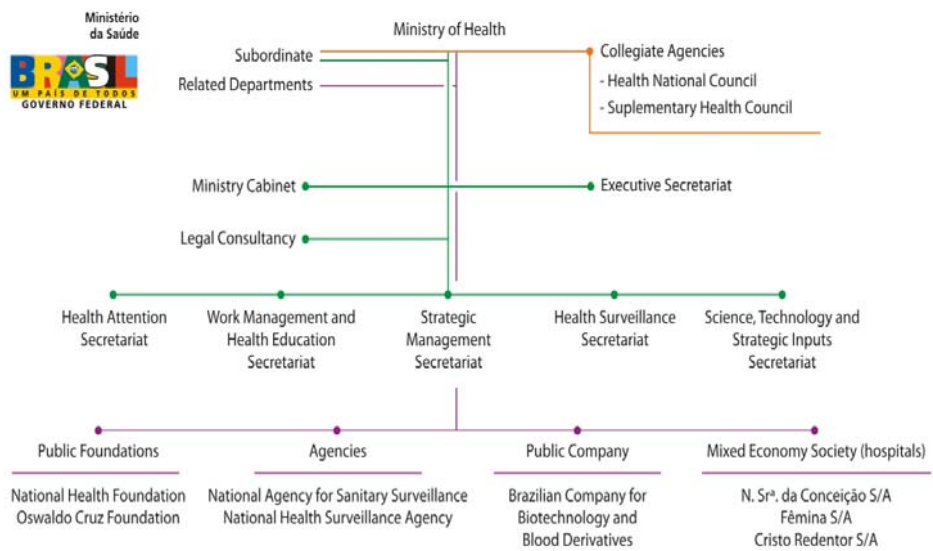 Ministério
da Saúde
BRASIL
UM PAÍS DE TODOS
GOVERNO FEDERAL
Ministry of Health
Subordinate
Related Departments
Collegiate Agencies
- Health National Council
- Suplementary Health Council
Ministry Cabinet
Executive Secretariat
Legal Consultancy
Health Attention
Secretariat
Work Management and
Health Education
Secretariat
Strategic
Management
Secretariat
Health Surveillance
Secretariat
Science, Technology and
Strategic Inputs
Secretariat
Public Foundations
National Health Foundation
Oswaldo Cruz Foundation
Agencies
National Agency for Sanitary Surveillance
National Health Surveillance Agency
Public Company
Brazilian Company for
Biotechnology and
Blood Derivatives
Mixed Economy Society (hospitals)
N. Srª. da Conceição S/A
Fêmina S/A
Cristo Redentor S/A